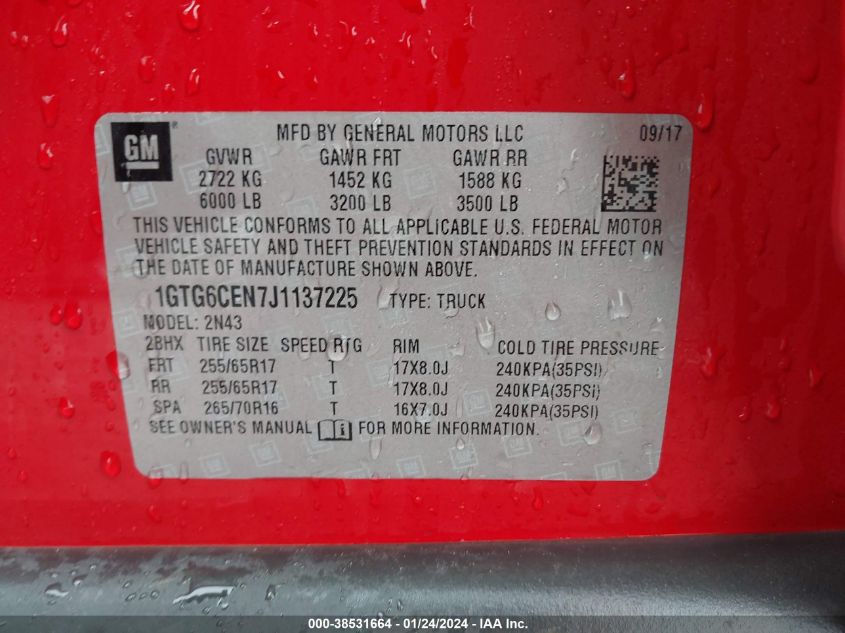 GM
MFD BY GENERAL MOTORS LLC 09/17
GVWR GAWR FRT GAWR RR
2722 KG 1452 KG 1588 KG
6000 LB 3200 LB 3500 LB
THIS VEHICLE CONFORMS TO ALL APPLICABLE U.S. FEDERAL MOTOR
VEHICLE SAFETY AND THEFT PREVENTION STANDARDS IN EFFECT ON
THE DATE OF MANUFACTURE SHOWN ABOVE.
1GTG6CEN7J1137225 TYPE: TRUCK
MODEL: 2N43
2BHX TIRE SIZE SPEED RTG RIM COLD TIRE PRESSURE
FRT 255/65R17 T 17X8.0J 240KPA(35PSI)
RR 255/65R17 T 17X8.0J 240KPA(35PSI)
SPA 265/70R16 T 16X7.0J 240KPA(35PSI)
SEE OWNER'S MANUAL FOR MORE INFORMATION.
000-38531664 - 01/24/2024 - IAA Inc.